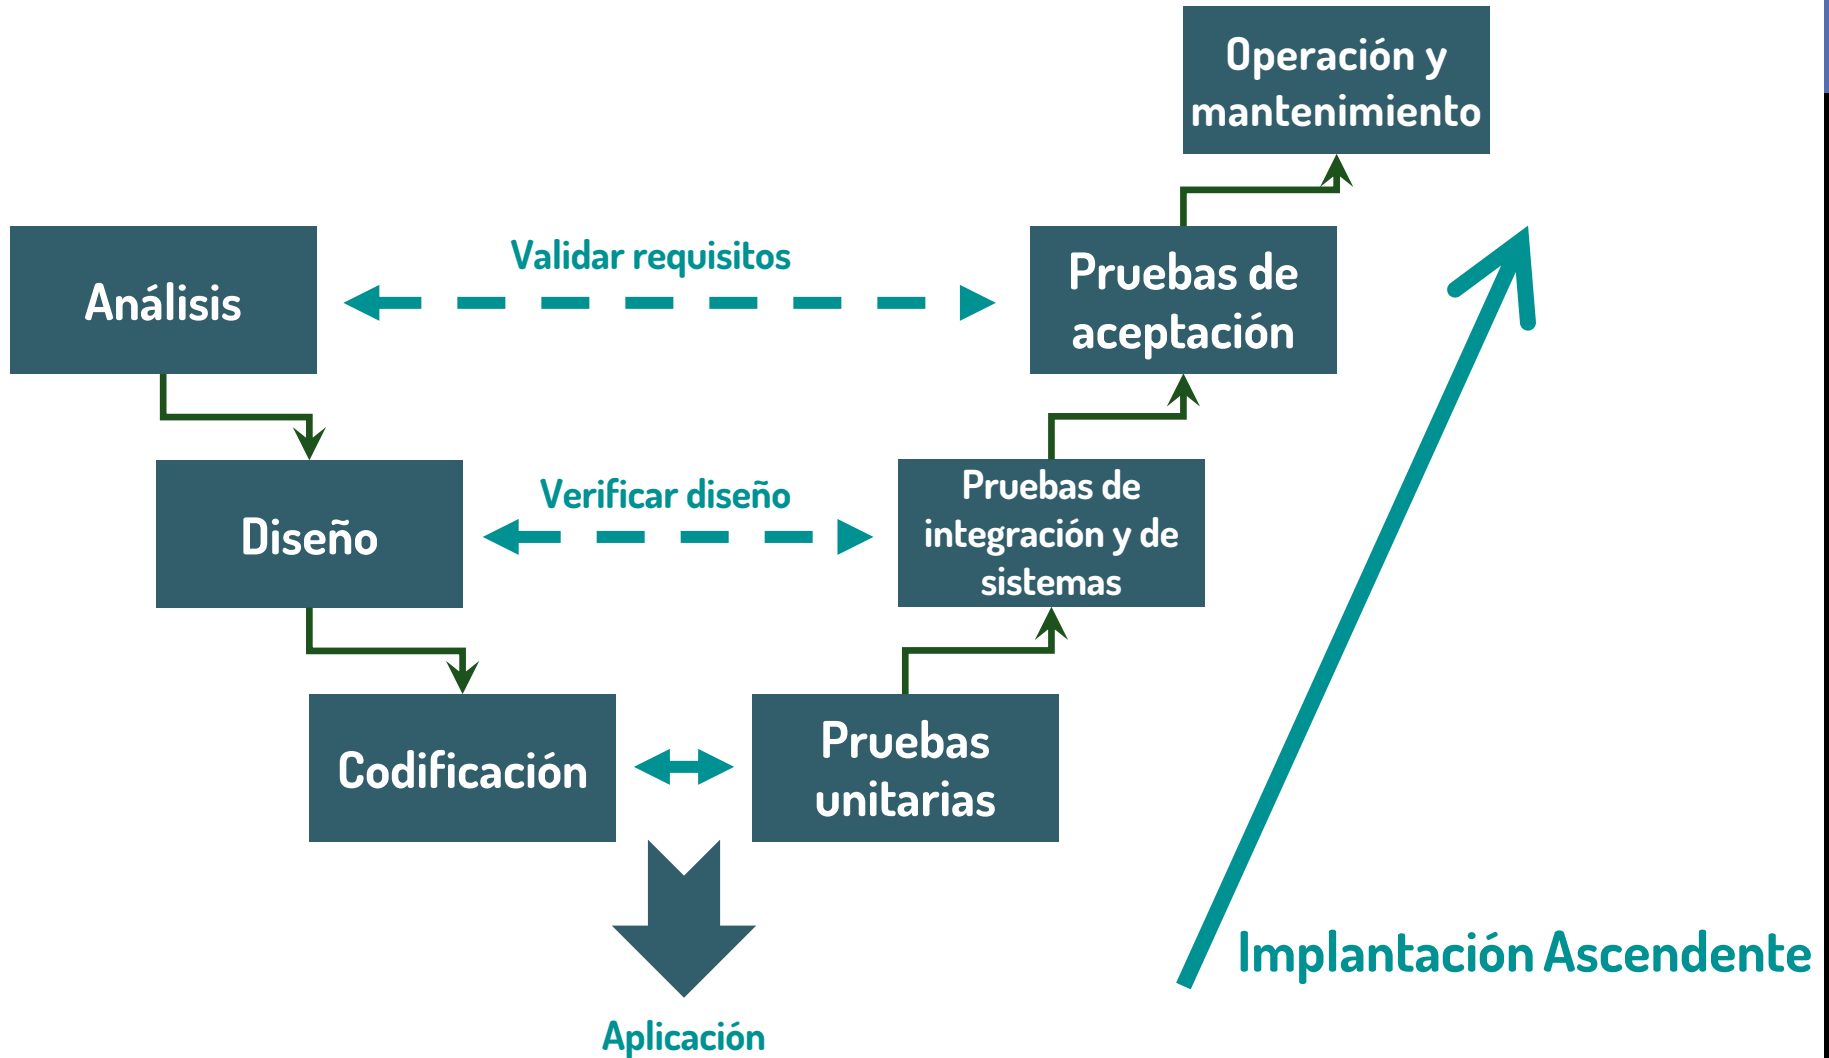 Operación y
mantenimiento
Análisis
Validar requisitos
Pruebas de
aceptación
Diseño
Verificar diseño
Pruebas de
integración y de
sistemas
Codificación
Pruebas
unitarias
Implantación Ascendente
Aplicación